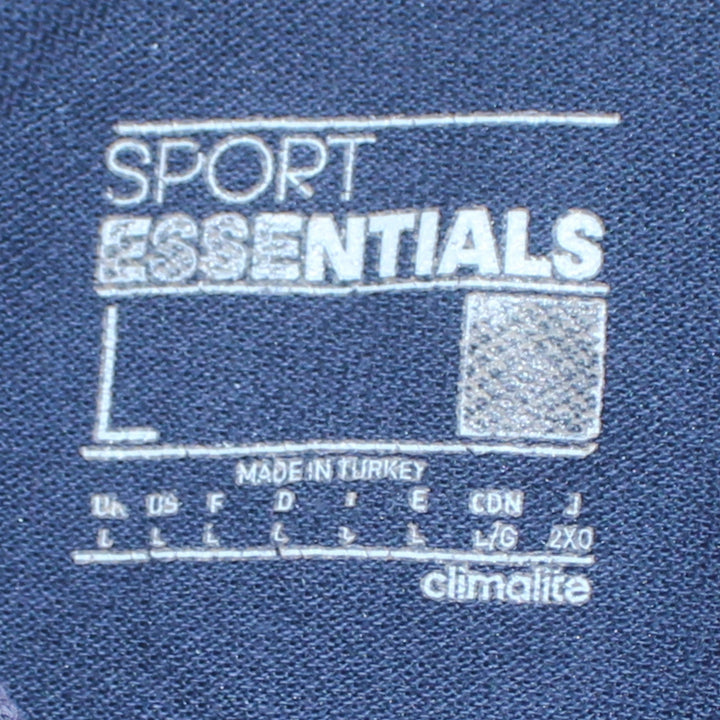 SPORT
ESSENTIALS
L
MADE IN TURKEY
UK US F D I E CDN J
L L L L L L L/G 2XO
climalite